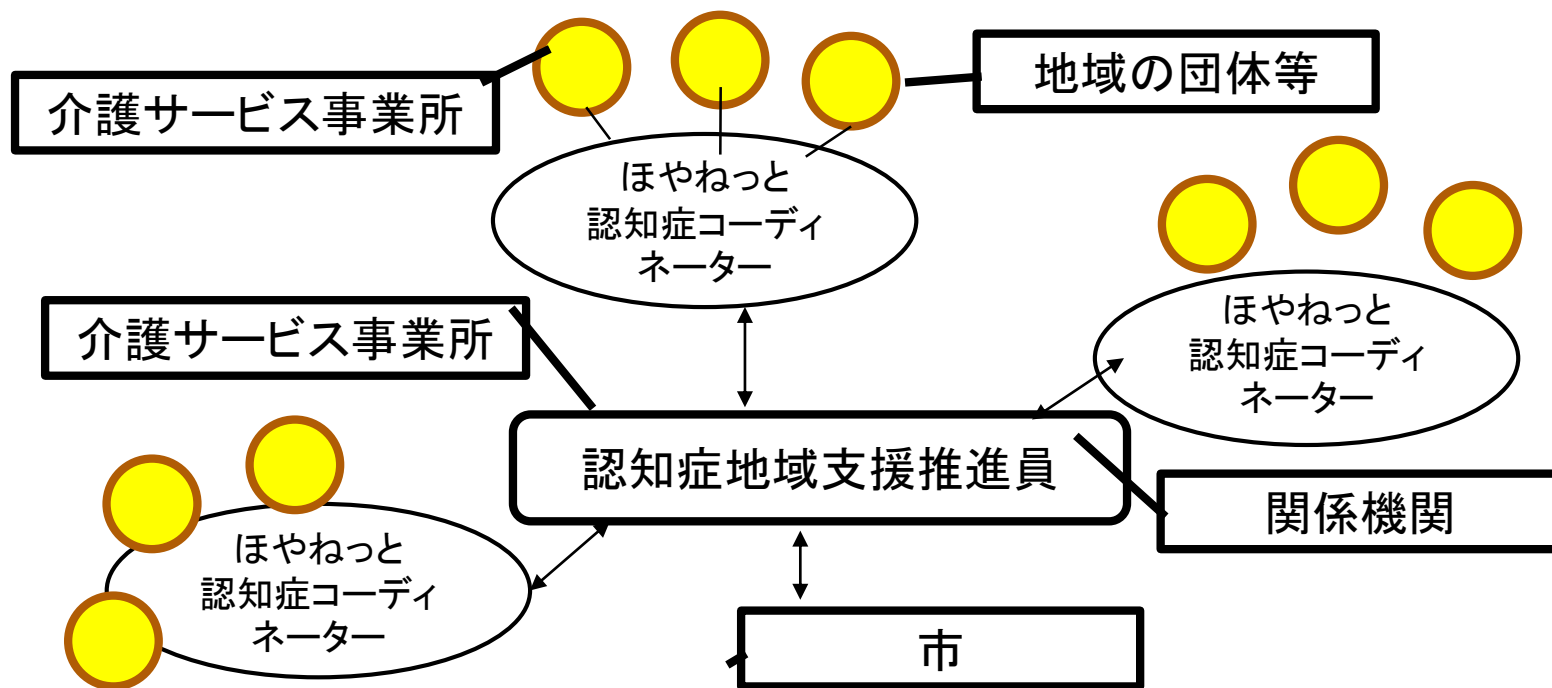 地域の団体等
介護サービス事業所
ほやねっと
認知症コーディ
ネーター
ほやねっと
認知症コーディ
ネーター
介護サービス事業所
認知症地域支援推進員
関係機関
ほやねっと
認知症コーディ
ネーター
市